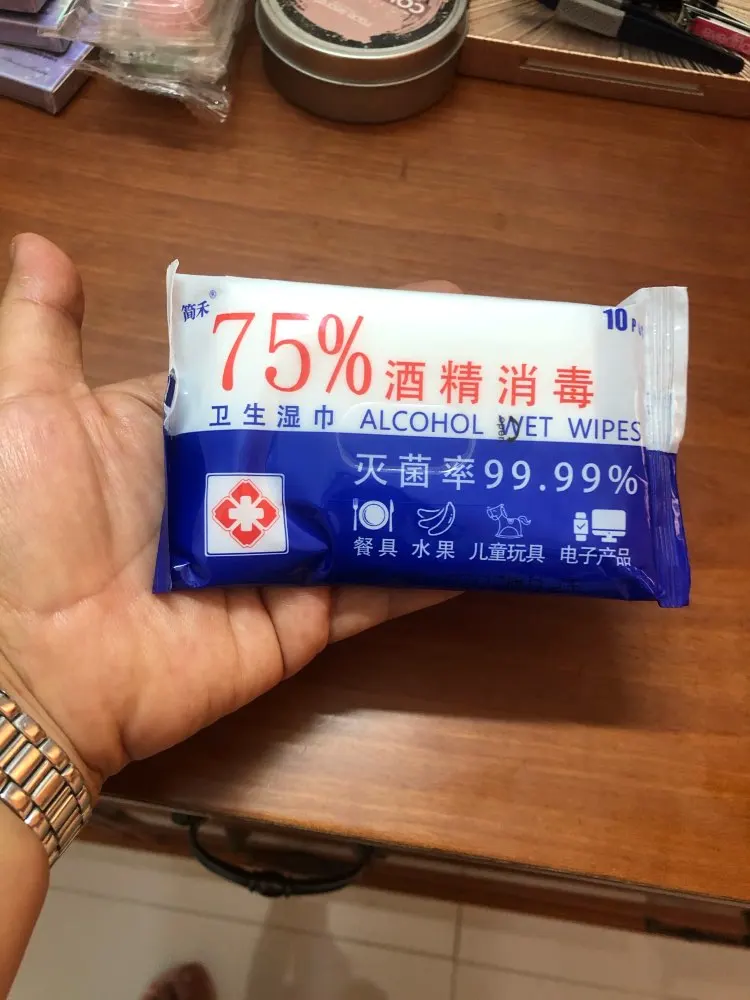 简禾®
10
75%酒精消毒
卫生湿巾 ALCOHOL WET WIPES
灭菌率99.99%
餐具 水果 儿童玩具 电子产品